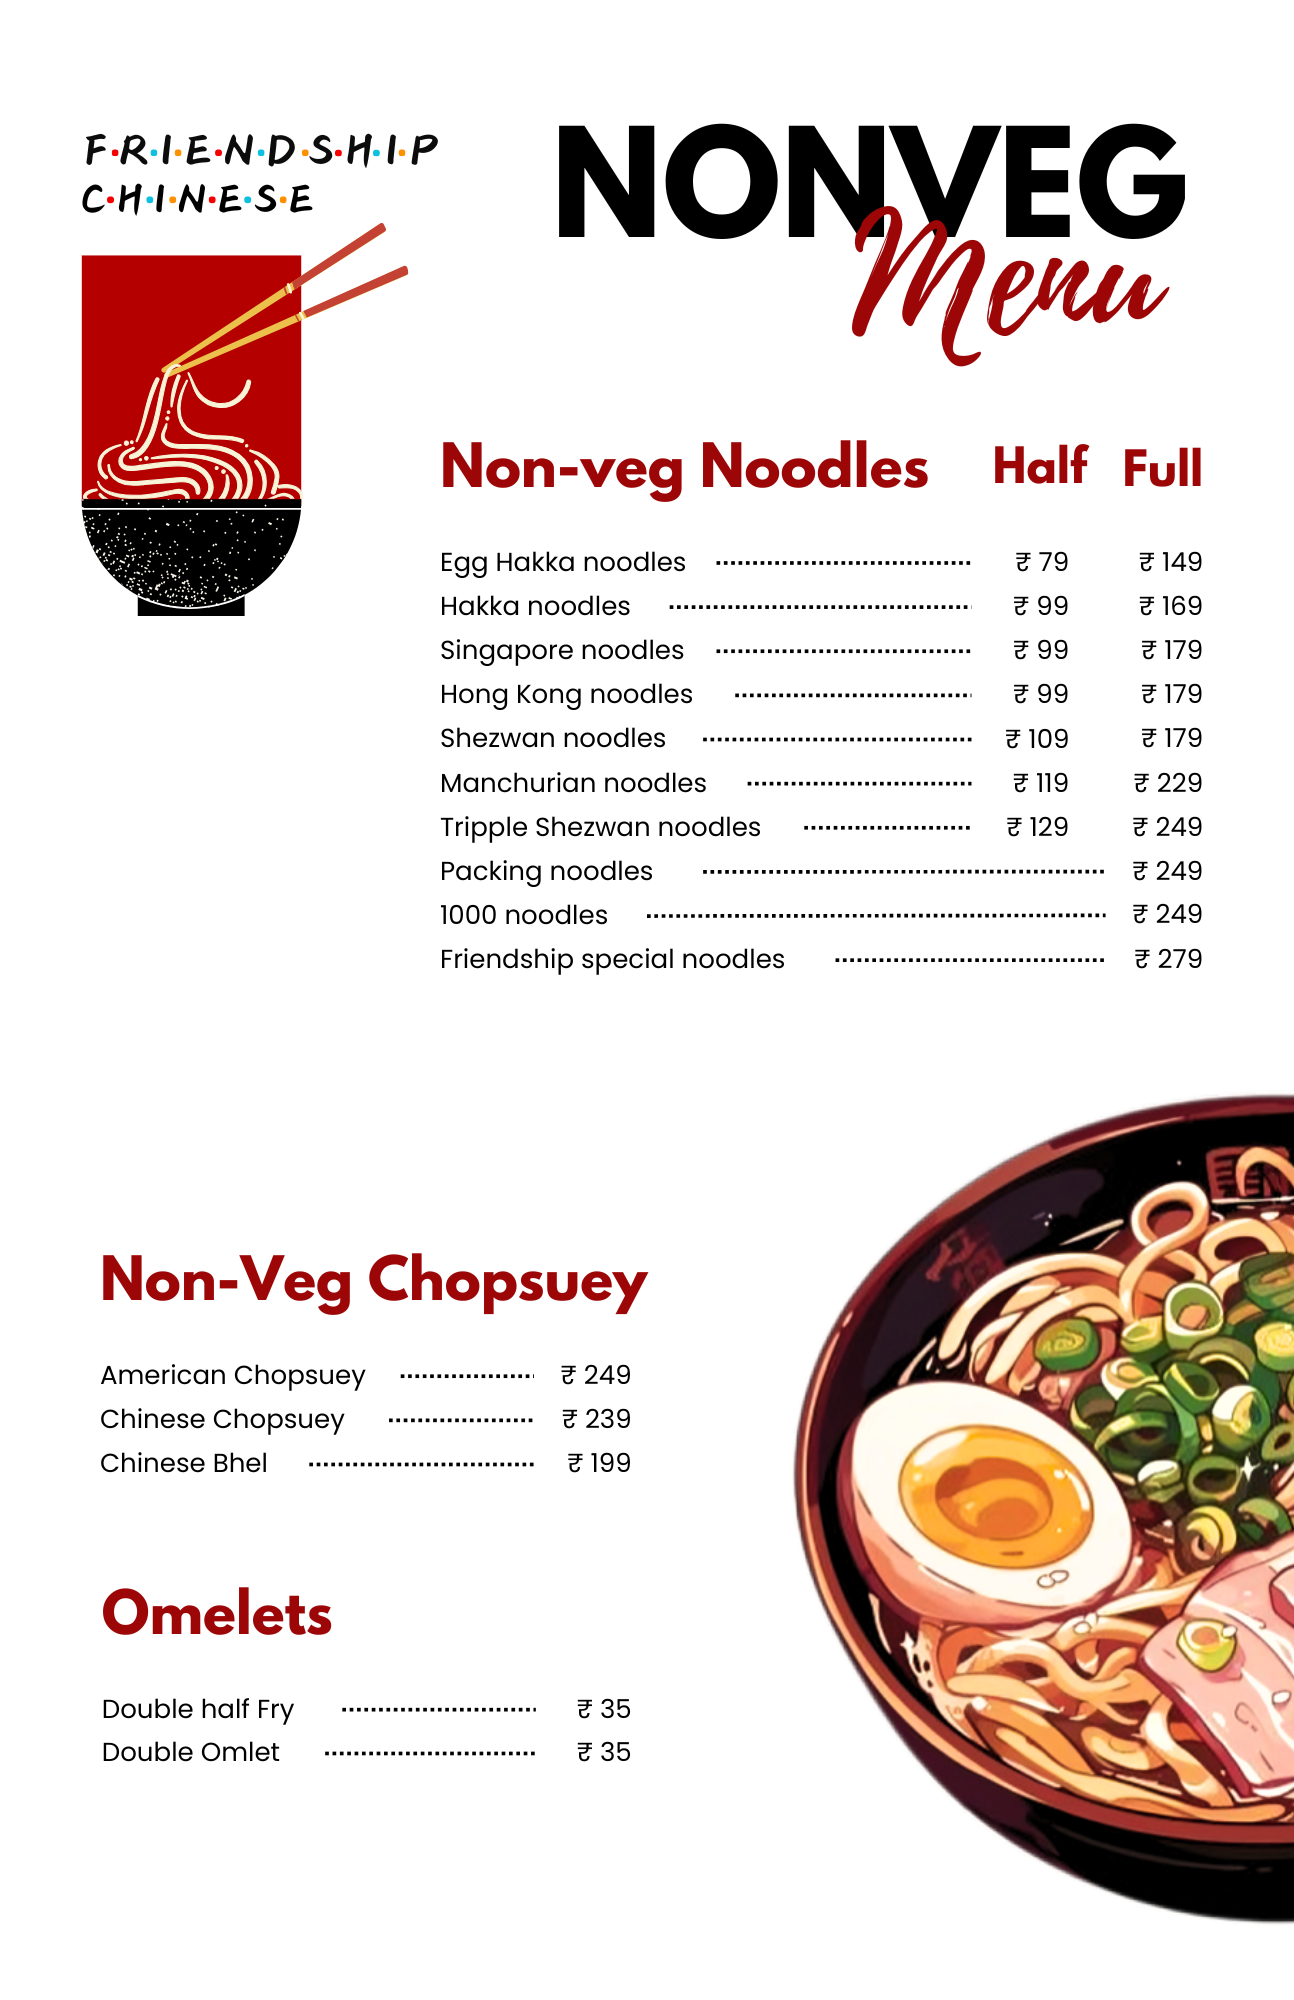 F•R•I•E•N•D•S•H•I•P
C•H•I•N•E•S•E
NONVEG
Menu
Non-veg Noodles Half Full
Egg Hakka noodles ₹ 79 ₹ 149
Hakka noodles ₹ 99 ₹ 169
Singapore noodles ₹ 99 ₹ 179
Hong Kong noodles ₹ 99 ₹ 179
Shezwan noodles ₹ 109 ₹ 179
Manchurian noodles ₹ 119 ₹ 229
Tripple Shezwan noodles ₹ 129 ₹ 249
Packing noodles ₹ 249
1000 noodles ₹ 249
Friendship special noodles ₹ 279
Non-Veg Chopsuey
American Chopsuey ₹ 249
Chinese Chopsuey ₹ 239
Chinese Bhel ₹ 199
Omelets
Double half Fry ₹ 35
Double Omlet ₹ 35